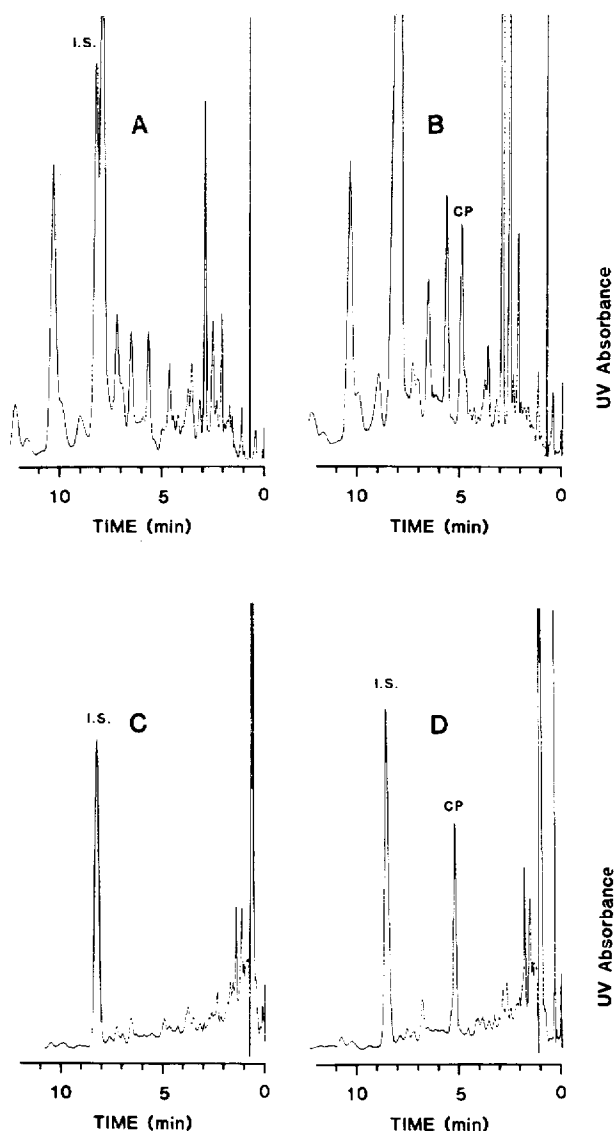 I.S.
A
B
CP
UV Absorbance
10 5 0
TIME (min)
10 5 0
TIME (min)
I.S.
C
I.S.
D
CP
UV Absorbance
10 5 0
TIME (min)
10 5 0
TIME (min)